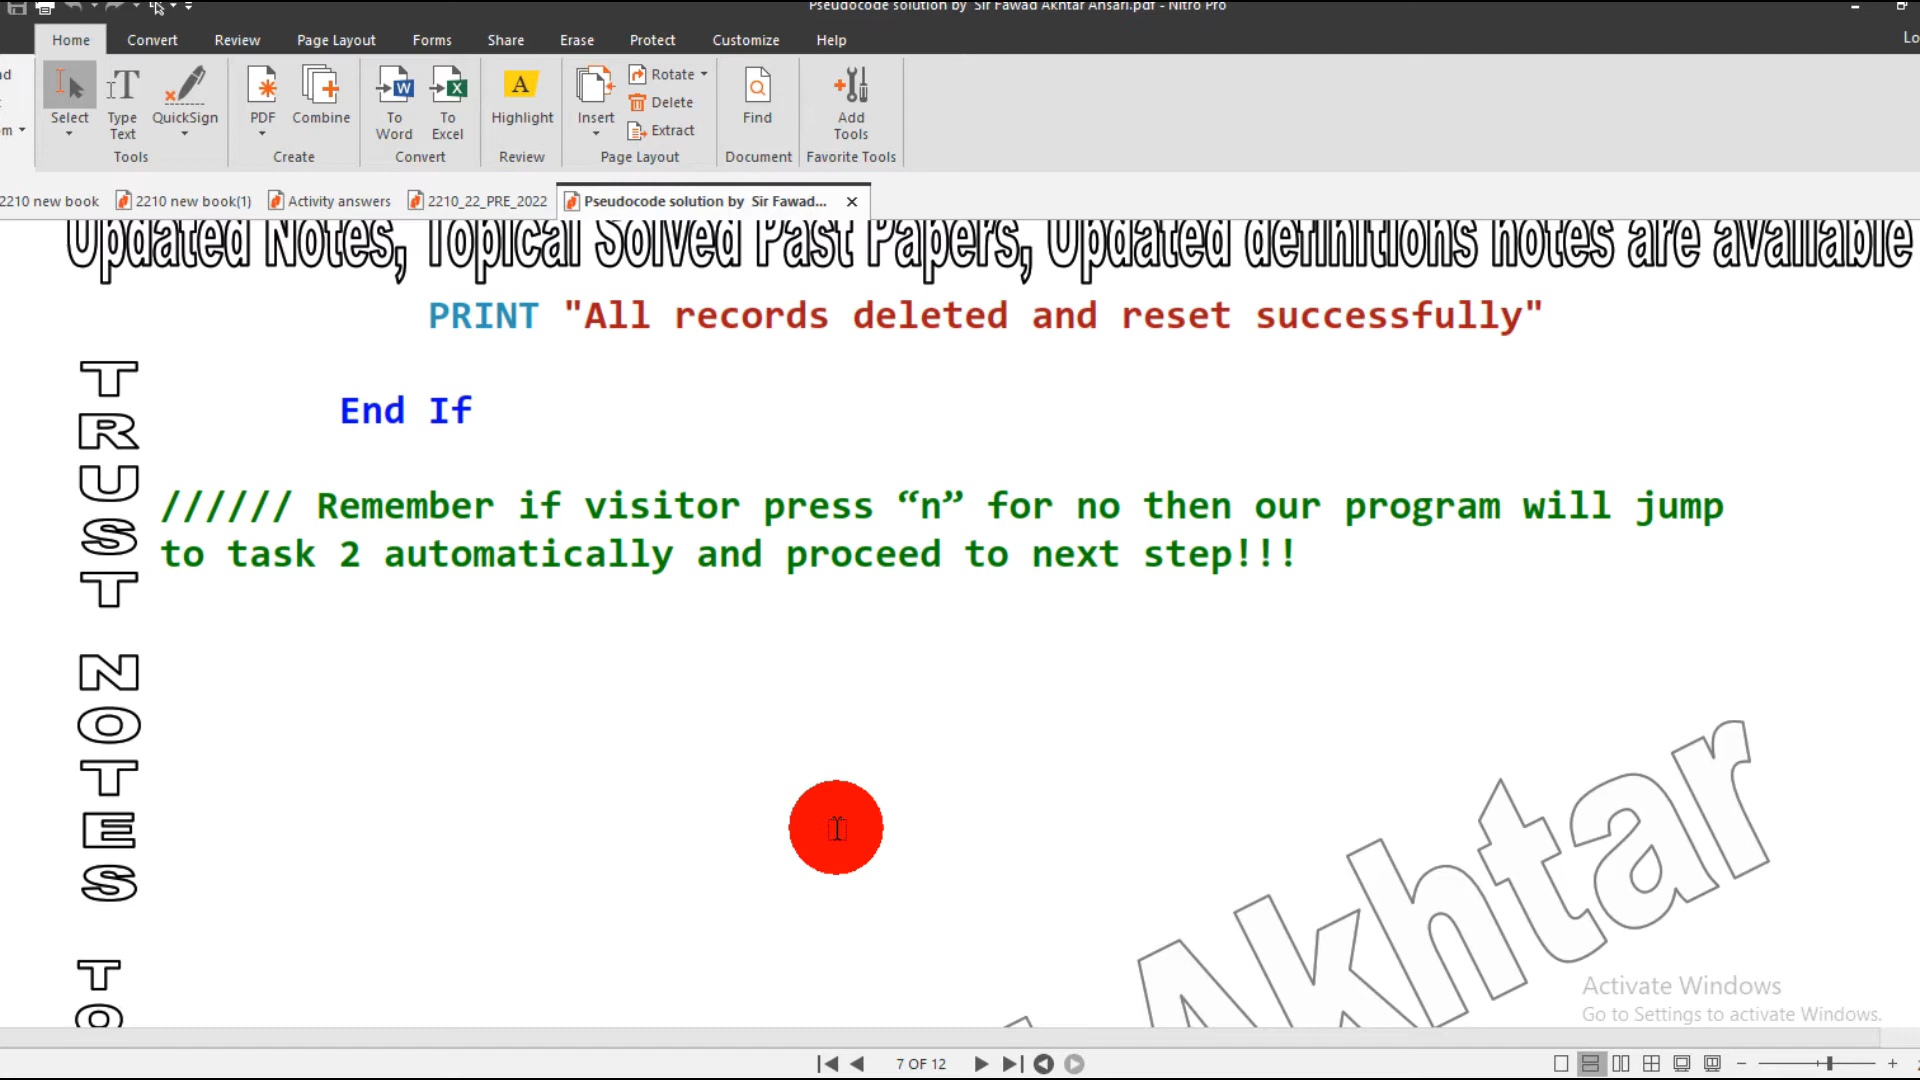 Pseudocode solution by Sir Fawad Akhtar Ansari.pdf - Nitro Pro
Home Convert Review Page Layout Forms Share Erase Protect Customize Help
Select
Type Text
QuickSign
Tools
PDF
Combine
Create
To Word
To Excel
Convert
Highlight
Review
Insert
Rotate
Delete
Extract
Page Layout
Find
Document
Add Tools
Favorite Tools
2210 new book
2210 new book(1)
Activity answers
2210_22_PRE_2022
Pseudocode solution by Sir Fawad...
Updated Notes, Topical Solved Past Papers, Updated definitions notes are available
PRINT "All records deleted and reset successfully"
End If
////// Remember if visitor press “n” for no then our program will jump
to task 2 automatically and proceed to next step!!!
TRUST NOTES TO
Akhtar
Activate Windows
Go to Settings to activate Windows.
7 OF 12